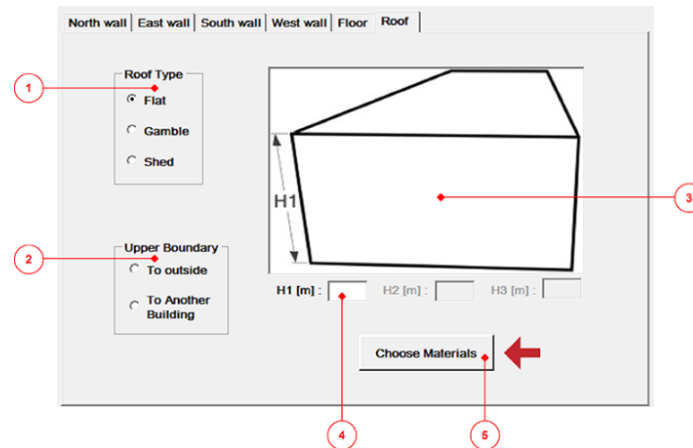 North wall East wall South wall West wall Floor Roof
Roof Type
1
Flat
Gamble
Shed
H1
3
Upper Boundary
2
To outside
To Another
Building
H1 [m] : H2 [m] : H3 [m] :
Choose Materials
4
5